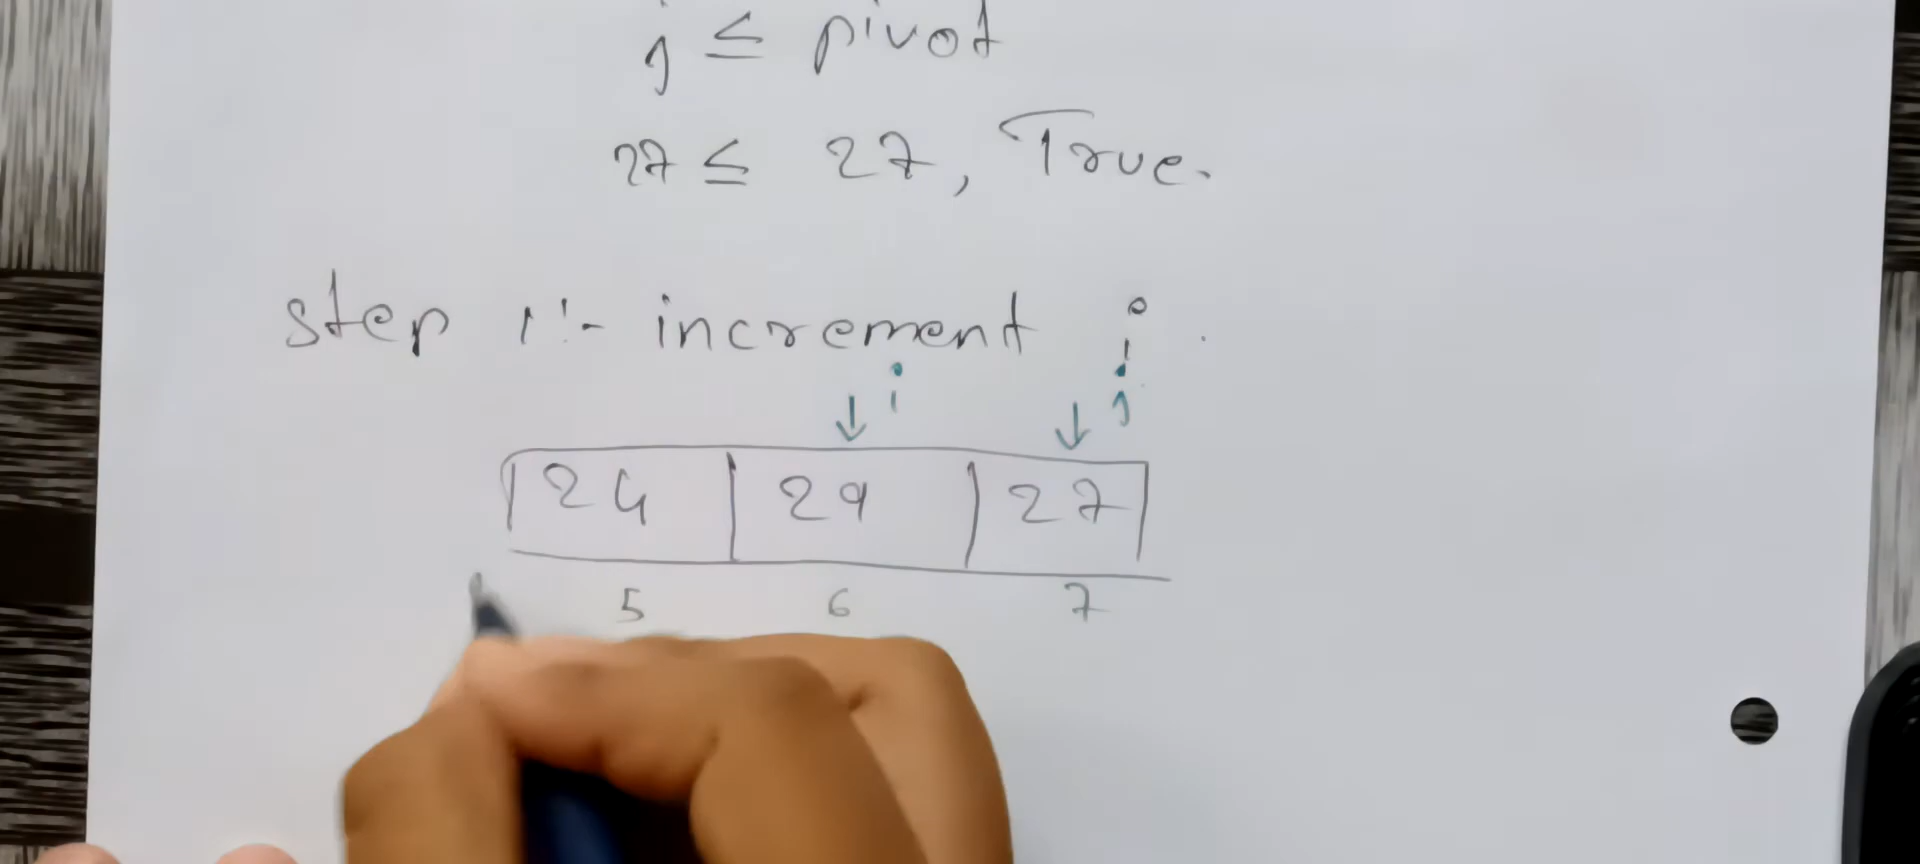 j ≤ pivot
27 ≤ 27, True.
step 1:- increment i.
i j
24 29 27
5 6 7